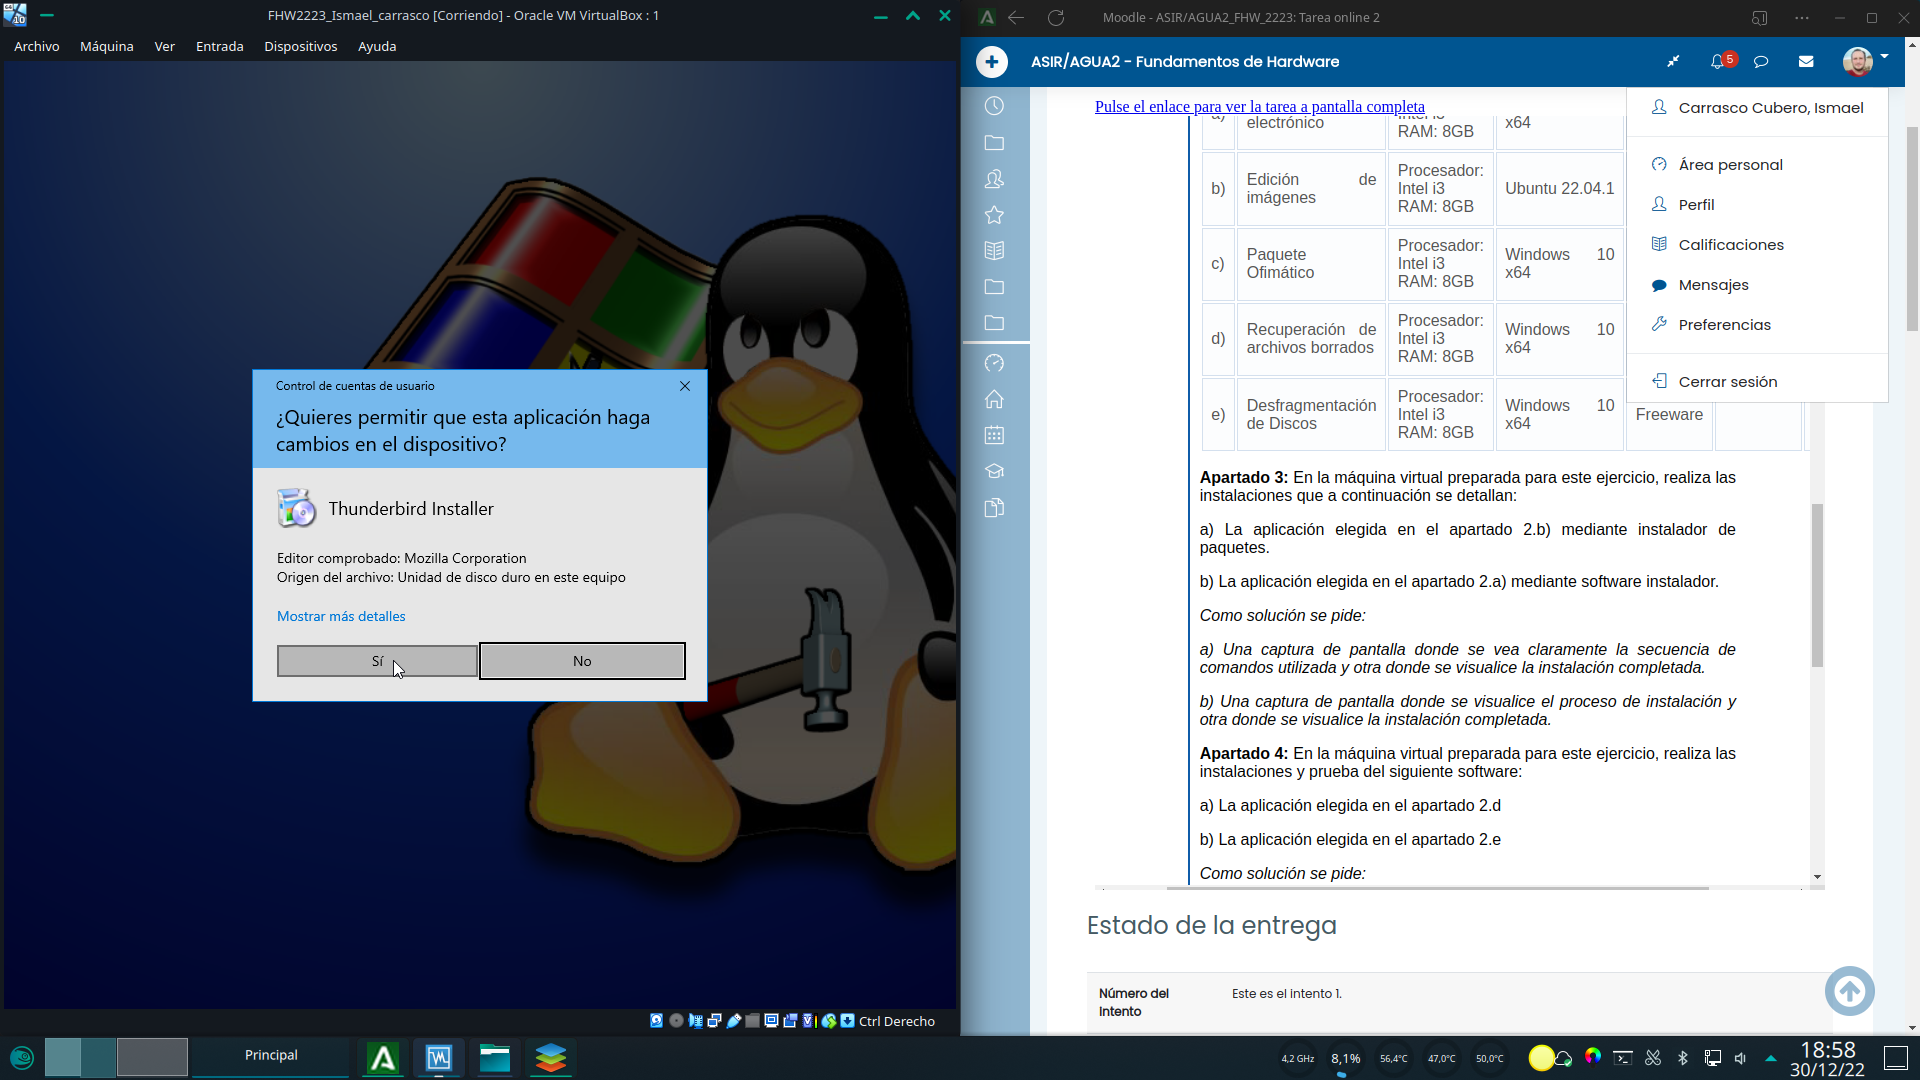 FHW2223_Ismael_carrasco [Corriendo] - Oracle VM VirtualBox : 1
Archivo Máquina Ver Entrada Dispositivos Ayuda
Control de cuentas de usuario
¿Quieres permitir que esta aplicación haga
cambios en el dispositivo?
Thunderbird Installer
Editor comprobado: Mozilla Corporation
Origen del archivo: Unidad de disco duro en este equipo
Mostrar más detalles
Sí
No
Ctrl Derecho
Moodle - ASIR/AGUA2_FHW_2223: Tarea online 2
ASIR/AGUA2 - Fundamentos de Hardware
5
Pulse el enlace para ver la tarea a pantalla completa
a) electrónico Intel i3
RAM: 8GB x64
b) Edición de imágenes Procesador: Intel i3 RAM: 8GB Ubuntu 22.04.1
c) Paquete Ofimático Procesador: Intel i3 RAM: 8GB Windows 10 x64
d) Recuperación de archivos borrados Procesador: Intel i3 RAM: 8GB Windows 10 x64
e) Desfragmentación de Discos Procesador: Intel i3 RAM: 8GB Windows 10 x64 Freeware
Carrasco Cubero, Ismael
Área personal
Perfil
Calificaciones
Mensajes
Preferencias
Cerrar sesión
Apartado 3: En la máquina virtual preparada para este ejercicio, realiza las
instalaciones que a continuación se detallan:
a) La aplicación elegida en el apartado 2.b) mediante instalador de
paquetes.
b) La aplicación elegida en el apartado 2.a) mediante software instalador.
Como solución se pide:
a) Una captura de pantalla donde se vea claramente la secuencia de
comandos utilizada y otra donde se visualice la instalación completada.
b) Una captura de pantalla donde se visualice el proceso de instalación y
otra donde se visualice la instalación completada.
Apartado 4: En la máquina virtual preparada para este ejercicio, realiza las
instalaciones y prueba del siguiente software:
a) La aplicación elegida en el apartado 2.d
b) La aplicación elegida en el apartado 2.e
Como solución se pide:
Estado de la entrega
Número del
Intento
Este es el intento 1.
Principal
4,2 GHz
8,1%
56,4°C
47,0°C
50,0°C
18:58
30/12/22